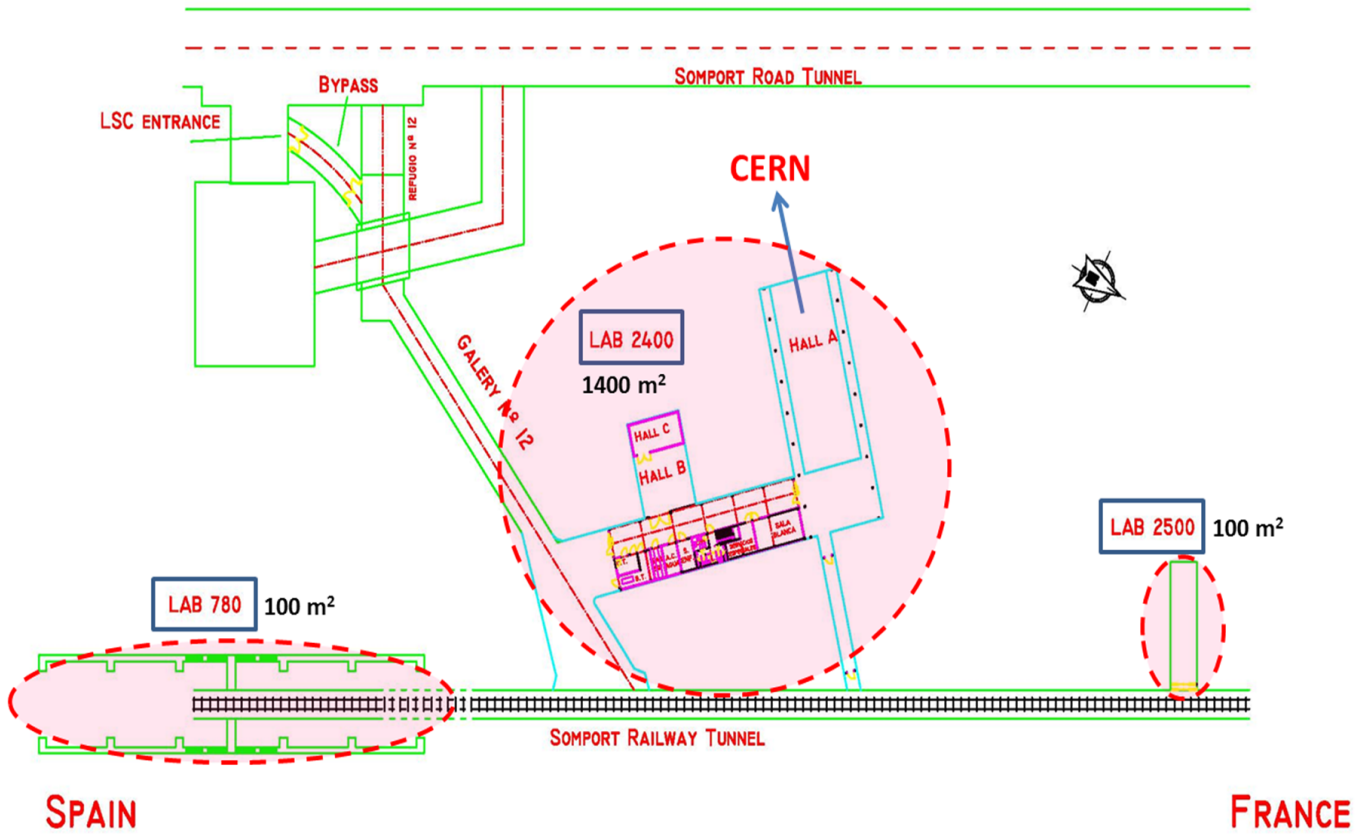 SOMPORT ROAD TUNNEL
BYPASS
LSC ENTRANCE
REFUGIO Nº 12
CERN
GALERY Nº 12
LAB 2400
1400 m²
HALL A
HALL C
HALL B
SALA
BLANCA
LAB 2500 100 m²
LAB 780 100 m²
SOMPORT RAILWAY TUNNEL
SPAIN
FRANCE